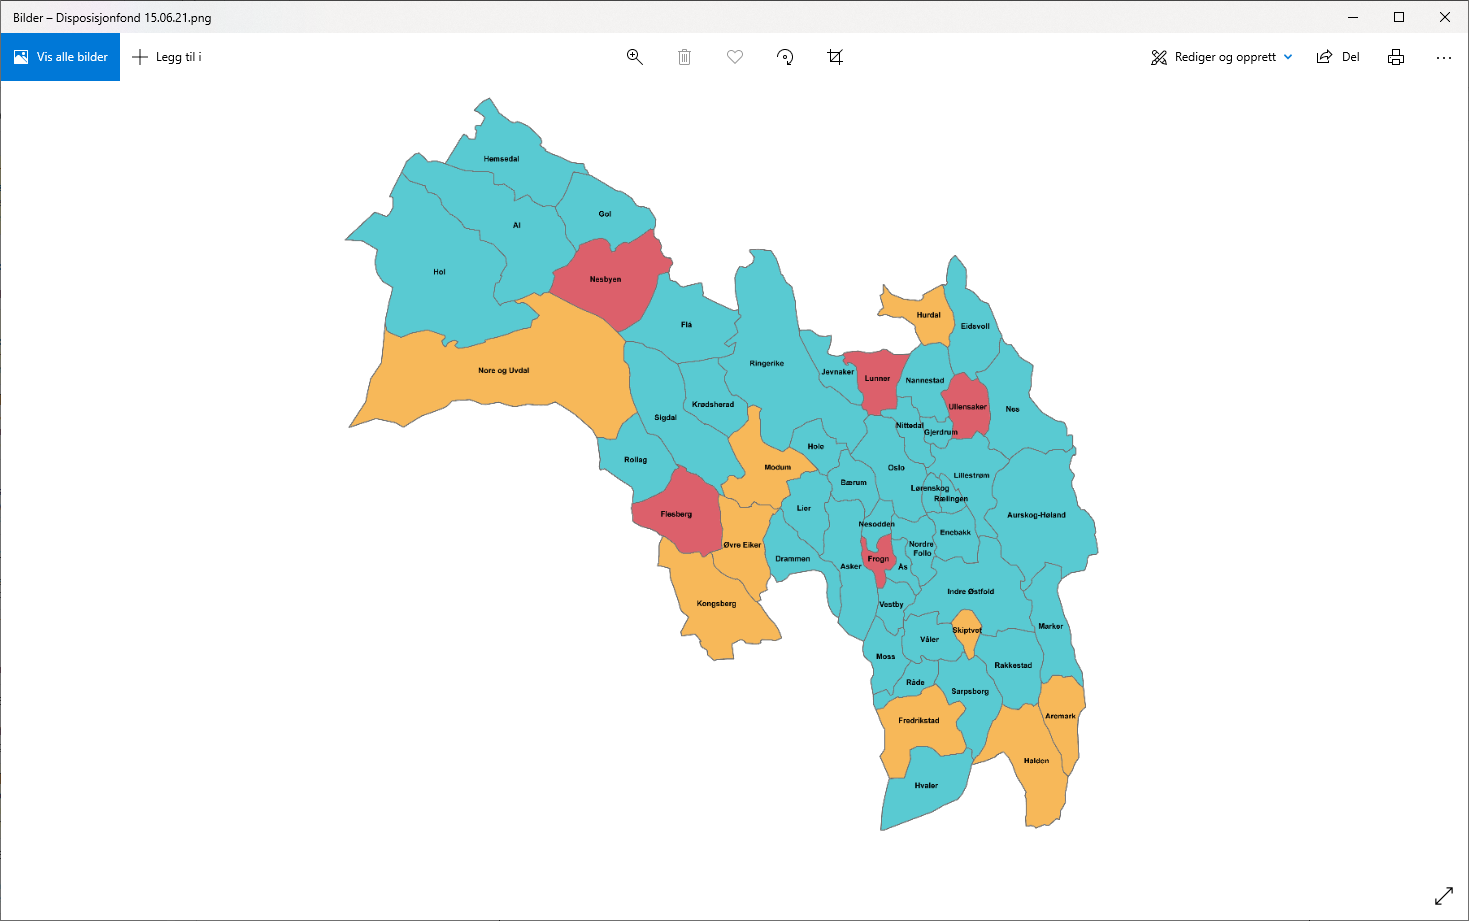 Bilder – Disposisjonfond 15.06.21.png
Vis alle bilder
Legg til i
Rediger og opprett
Del
Hemsedal
Gol
Al
Hol
Nesbyen
Flå
Nore og Uvdal
Ringerike
Hurdal
Eidsvoll
Jevnaker
Lunner
Nannestad
Ullensaker
Nes
Krødsherad
Sigdal
Nittedal
Gjerdrum
Hole
Rollag
Modum
Oslo
Bærum
Lillestrøm
Lørenskog
Rælingen
Lier
Flesberg
Aurskog-Høland
Nesodden
Enebakk
Øvre Eiker
Nordre
Follo
Drammen
Frogn
Asker
Ås
Indre Østfold
Kongsberg
Vestby
Skiptvet
Marker
Våler
Moss
Rakkestad
Råde
Sarpsborg
Fredrikstad
Aremark
Halden
Hvaler